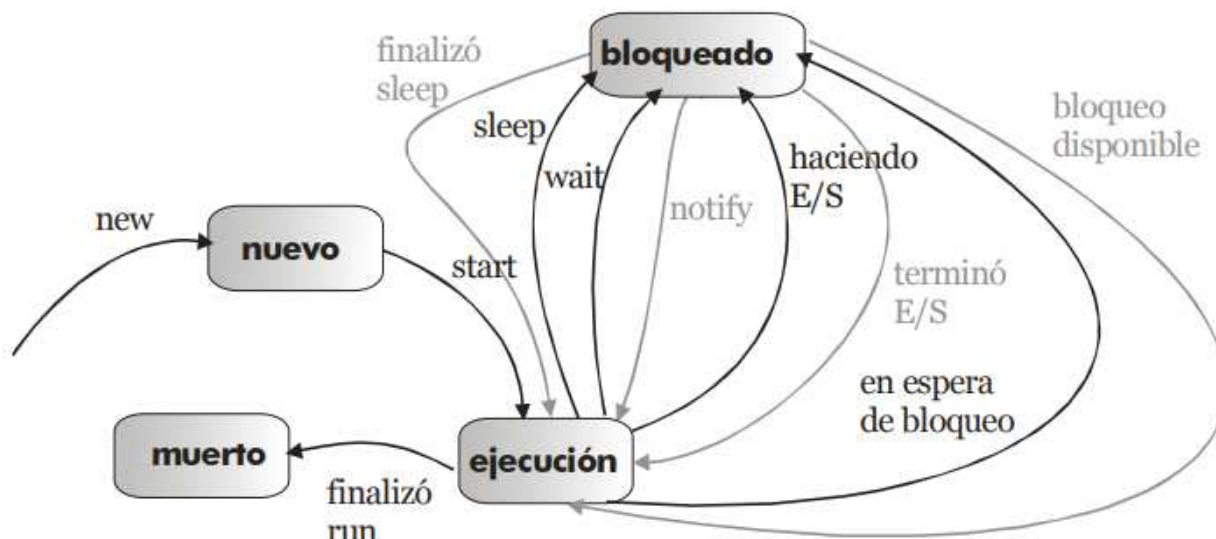 finalizó
sleep
bloqueado
sleep
wait
notify
haciendo
E/S
bloqueo
disponible
new
nuevo
start
terminó
E/S
en espera
de bloqueo
muerto
ejecución
finalizó
run